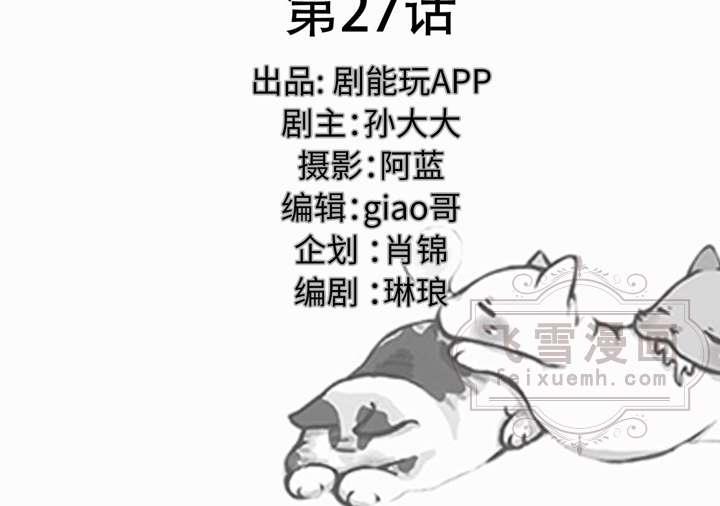 第27话
出品: 剧能玩APP
剧主:孙大大
摄影:阿蓝
编辑:giao哥
企划 :肖锦
编剧 :琳琅
飞雪漫画
feixuemh.com